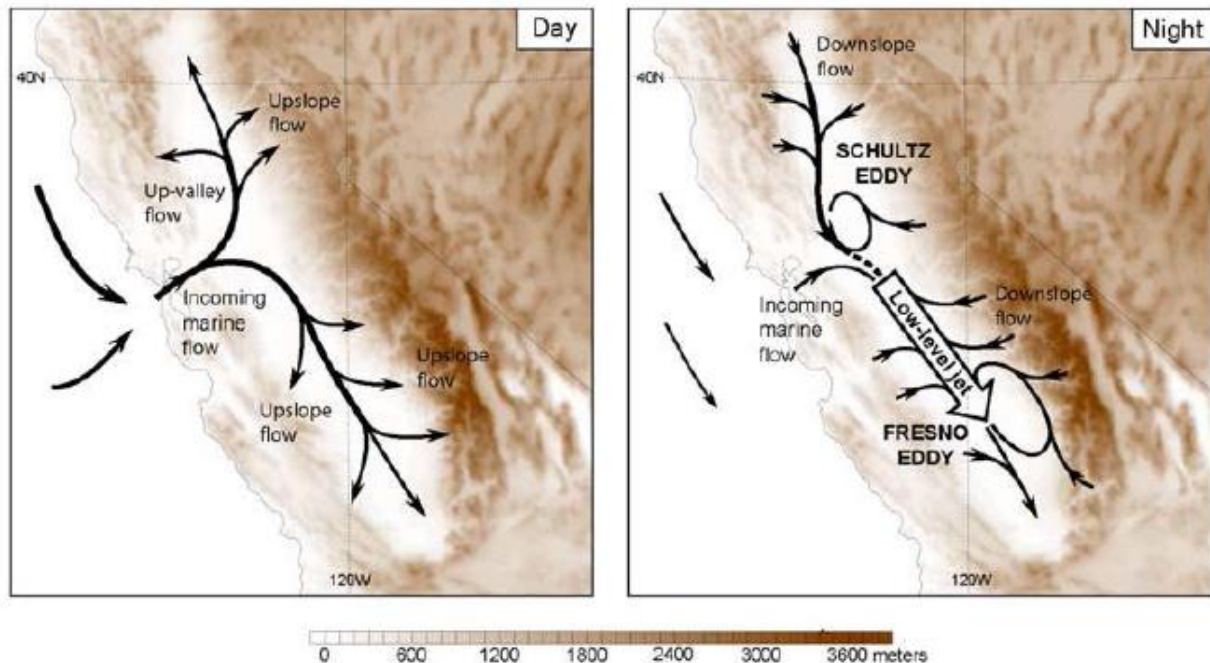 Day
40N
Upslope
flow
Up-valley
flow
Incoming
marine
flow
Upslope
flow
Upslope
flow
120W
Night
Downslope
flow
40N
SCHULTZ
EDDY
Incoming
marine
flow
Downslope
flow
Low-level jet
FRESNO
EDDY
120W
0 600 1200 1800 2400 3000 3600 meters